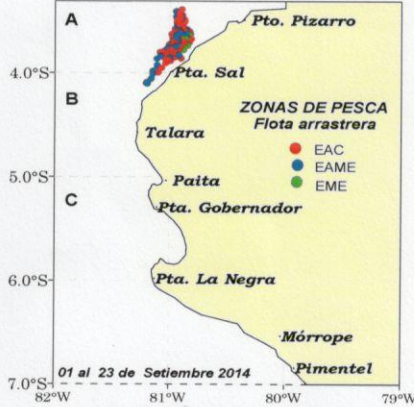 A
Pto. Pizarro
4.0°S
Pta. Sal
B
ZONAS DE PESCA
Flota arrastrera
Talara
EAC
EAME
5.0°S
Paita
EME
C
Pta. Gobernador
6.0°S
Pta. La Negra
Mórrope
01 al 23 de Setiembre 2014
Pimentel
7.0°S
82°W
81°W
80°W
79°W